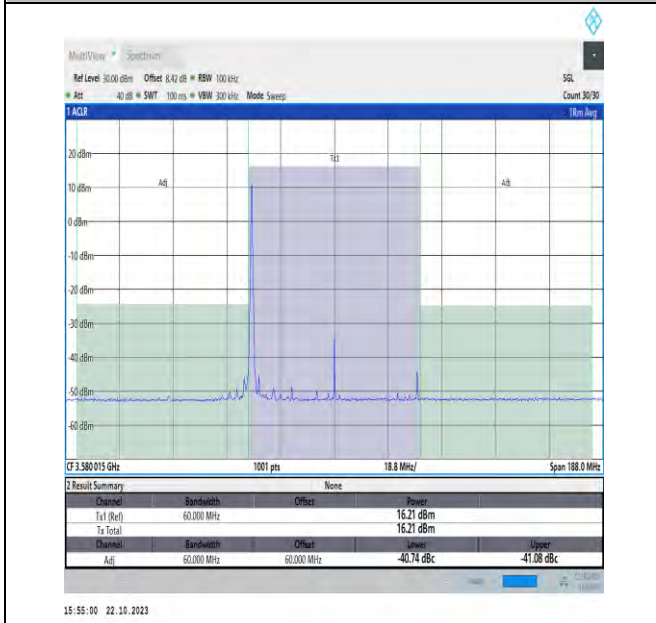 MultiView Spectrum
Ref Level 30.00 dBm Offset 8.42 dB RBW 100 kHz SGL
Att 40 dB SWT 100 ms VBW 300 kHz Mode Sweep Count 30/30
1 ACLR 1Rm Avg
20 dBm
Tx1
10 dBm Adj Adj
0 dBm
-10 dBm
-20 dBm
-30 dBm
-40 dBm
-50 dBm
-60 dBm
CF 3.580 015 GHz 1001 pts 18.8 MHz/ Span 188.0 MHz
2 Result Summary None
Channel Bandwidth Offset Power
Tx1 (Ref) 60.000 MHz 16.21 dBm
Tx Total 16.21 dBm
Channel Bandwidth Offset Lower Upper
Adj 60.000 MHz 60.000 MHz -40.74 dBc -41.08 dBc
15:55:00 22.10.2023